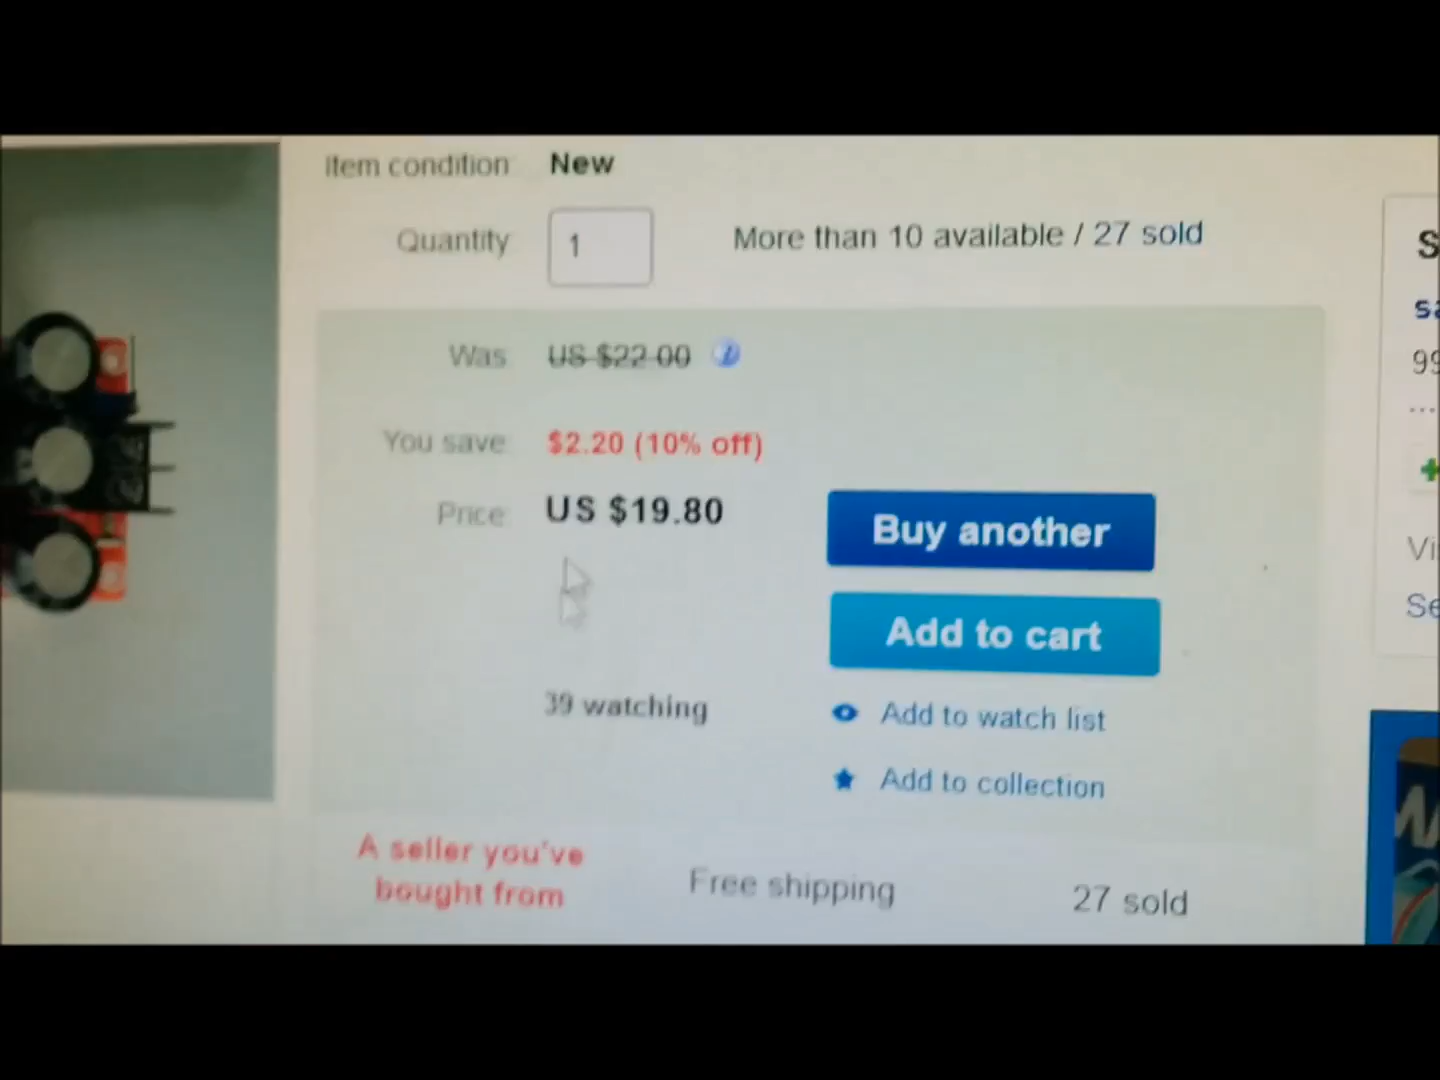 Item condition New
Quantity 1 More than 10 available / 27 sold
Was US $22.00
You save $2.20 (10% off)
Price US $19.80
Buy another
Add to cart
39 watching
Add to watch list
Add to collection
A seller you've
bought from
Free shipping
27 sold